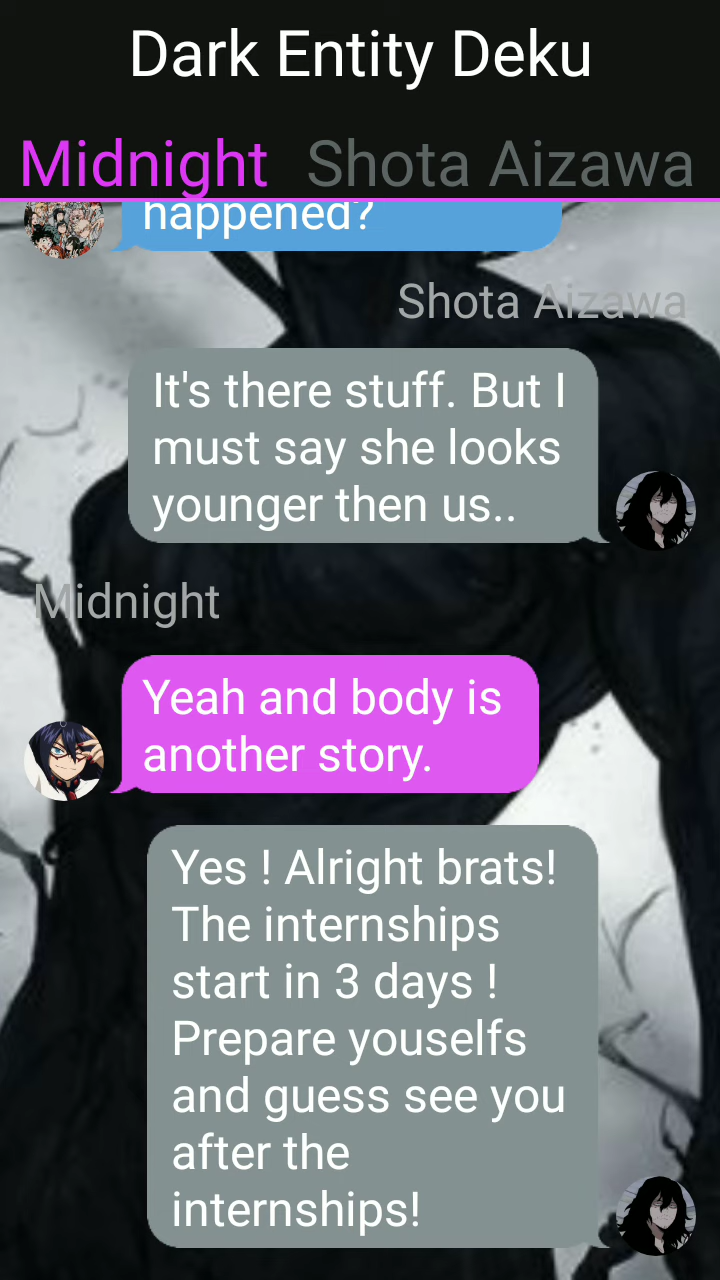 Dark Entity Deku
Midnight Shota Aizawa
happened?
Shota Aizawa
It's there stuff. But I
must say she looks
younger then us..
Midnight
Yeah and body is
another story.
Yes ! Alright brats!
The internships
start in 3 days !
Prepare youselfs
and guess see you
after the
internships!